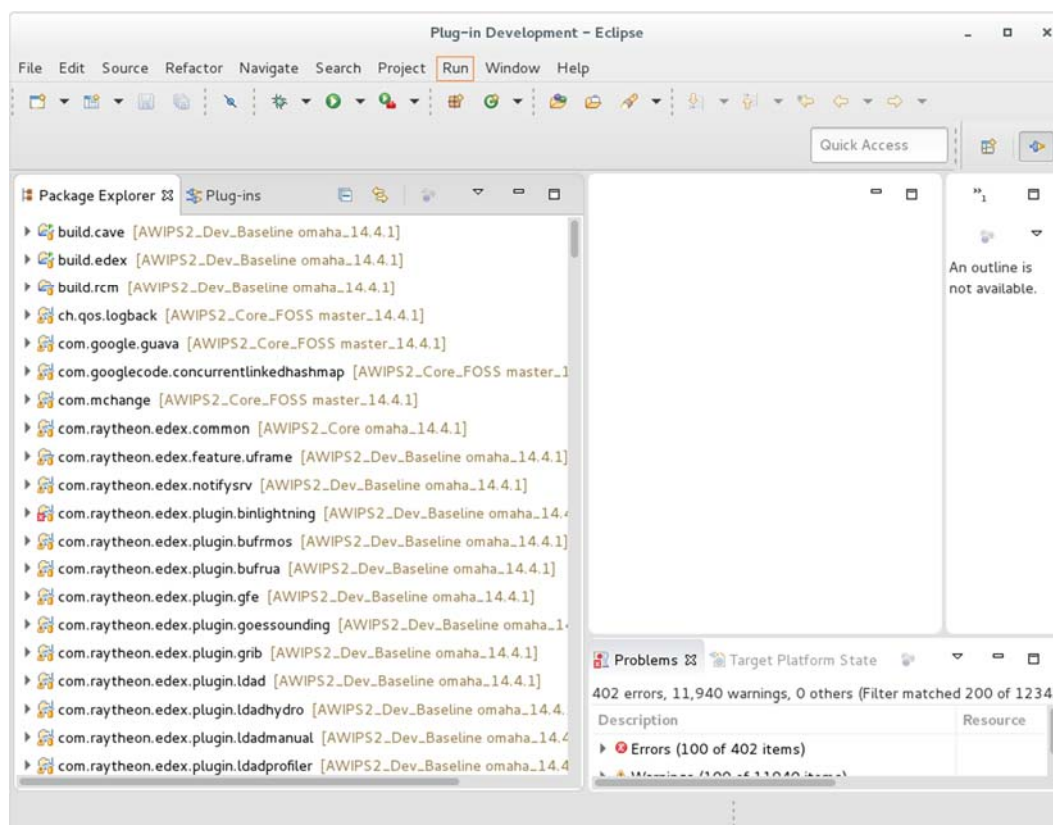 Plug-in Development - Eclipse
File Edit Source Refactor Navigate Search Project Run Window Help
Quick Access
Package Explorer Plug-ins
build.cave [AWIPS2_Dev_Baseline omaha_14.4.1]
build.edex [AWIPS2_Dev_Baseline omaha_14.4.1]
build.rcm [AWIPS2_Dev_Baseline omaha_14.4.1]
ch.qos.logback [AWIPS2_Core_FOSS master_14.4.1]
com.google.guava [AWIPS2_Core_FOSS master_14.4.1]
com.googlecode.concurrentlinkedhashmap [AWIPS2_Core_FOSS master_1
com.mchange [AWIPS2_Core_FOSS master_14.4.1]
com.raytheon.edex.common [AWIPS2_Core omaha_14.4.1]
com.raytheon.edex.feature.uframe [AWIPS2_Dev_Baseline omaha_14.4.1]
com.raytheon.edex.notifysrv [AWIPS2_Dev_Baseline omaha_14.4.1]
com.raytheon.edex.plugin.binlightning [AWIPS2_Dev_Baseline omaha_14.4
com.raytheon.edex.plugin.bufrmos [AWIPS2_Dev_Baseline omaha_14.4.1]
com.raytheon.edex.plugin.bufrua [AWIPS2_Dev_Baseline omaha_14.4.1]
com.raytheon.edex.plugin.gfe [AWIPS2_Dev_Baseline omaha_14.4.1]
com.raytheon.edex.plugin.goessounding [AWIPS2_Dev_Baseline omaha_14
com.raytheon.edex.plugin.grib [AWIPS2_Dev_Baseline omaha_14.4.1]
com.raytheon.edex.plugin.ldad [AWIPS2_Dev_Baseline omaha_14.4.1]
com.raytheon.edex.plugin.ldadhydro [AWIPS2_Dev_Baseline omaha_14.4.
com.raytheon.edex.plugin.ldadmanual [AWIPS2_Dev_Baseline omaha_14.4
com.raytheon.edex.plugin.ldadprofiler [AWIPS2_Dev_Baseline omaha_14.4
»1
An outline is
not available.
Problems Target Platform State
402 errors, 11,940 warnings, 0 others (Filter matched 200 of 1234
Description Resource
Errors (100 of 402 items)
Warnings (100 of 11940 items)